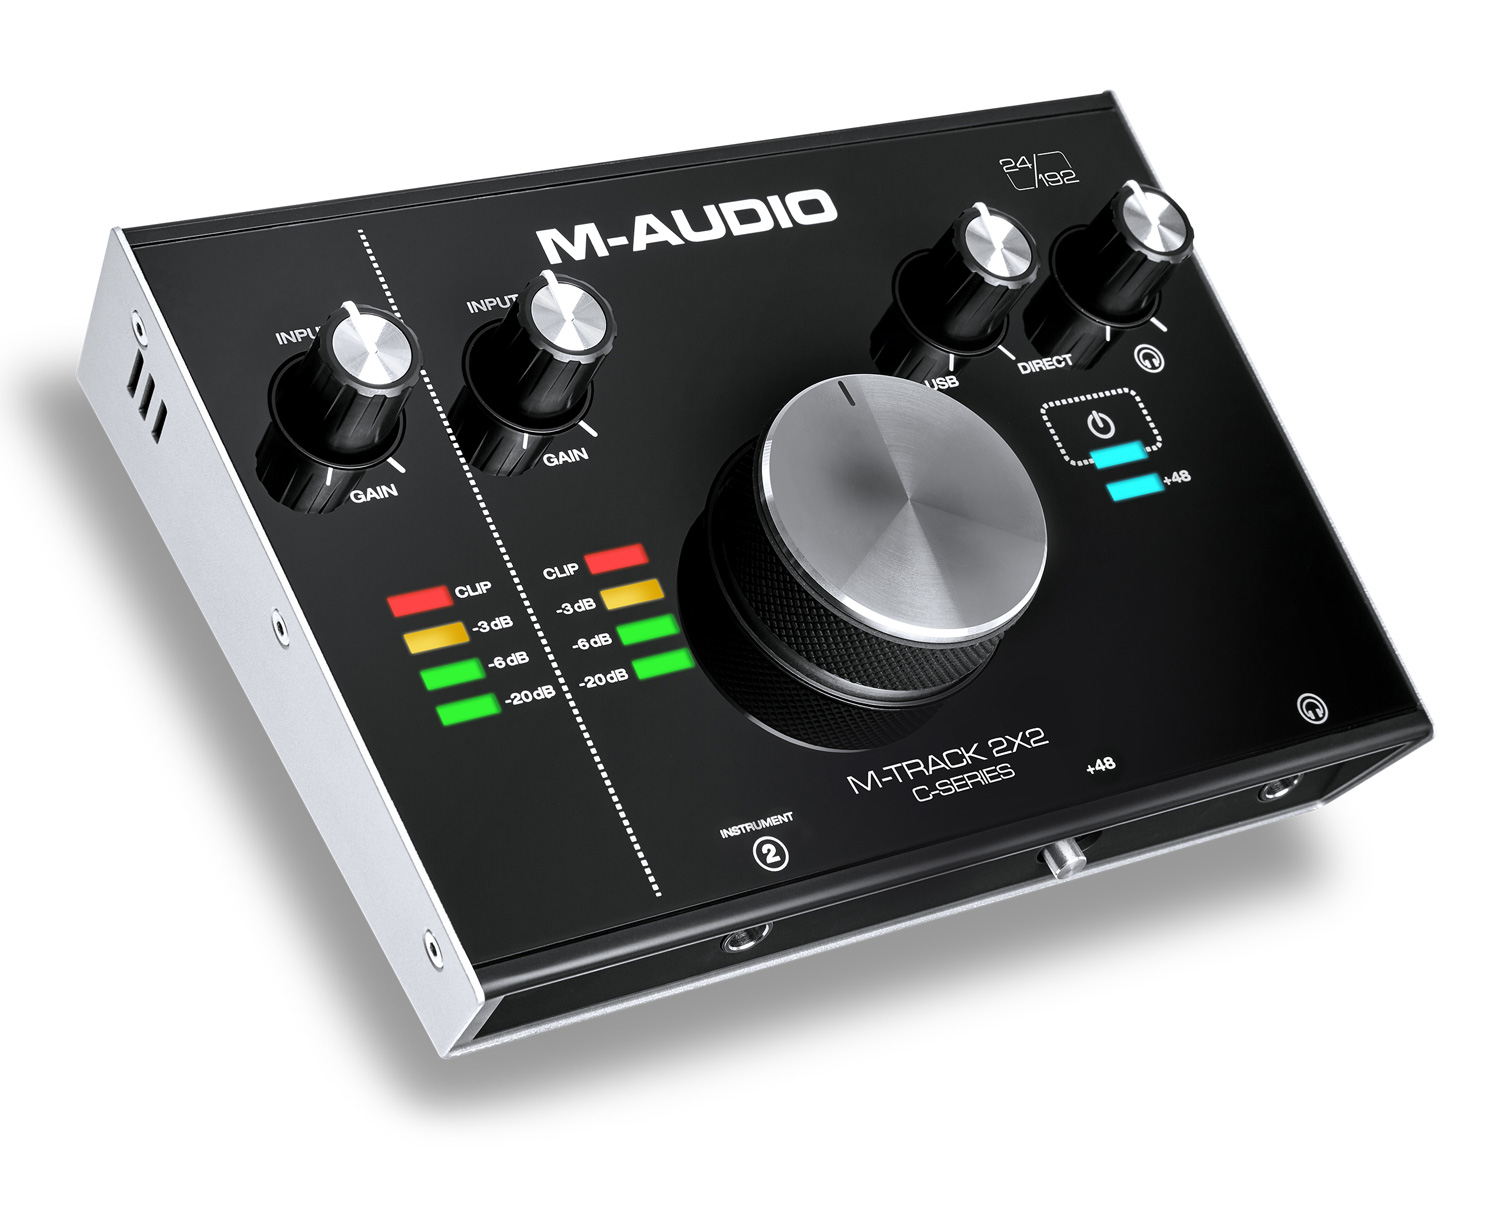 24/192
M-AUDIO
INPUT
GAIN
USB
DIRECT
GAIN
+48
CLIP
-3dB
-6dB
-20dB
CLIP
-3dB
-6dB
-20dB
M-TRACK 2X2
C-SERIES
+48
INSTRUMENT
2